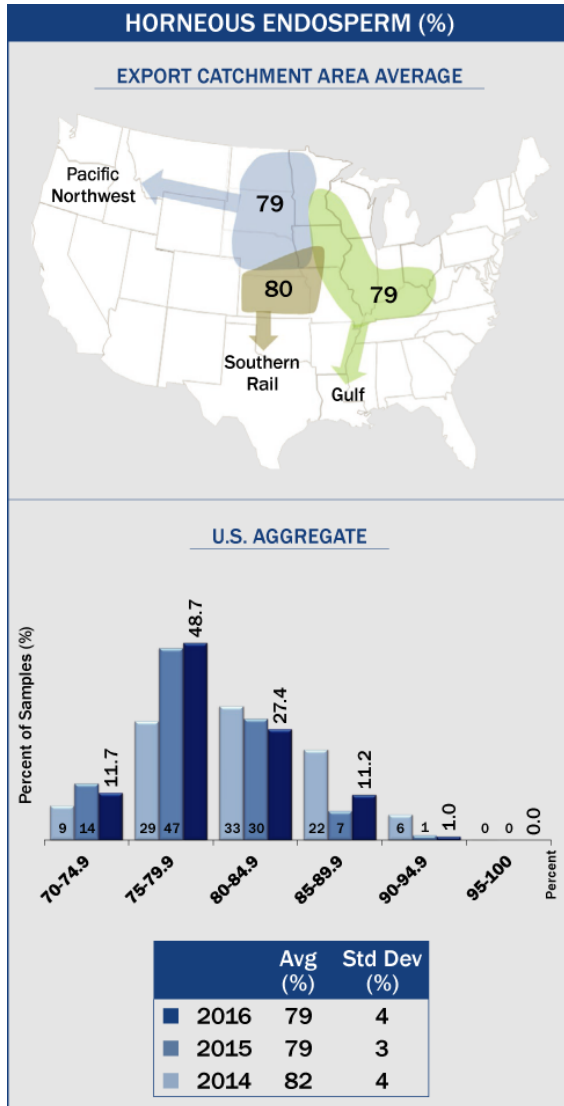 HORNEOUS ENDOSPERM (%)
EXPORT CATCHMENT AREA AVERAGE
Pacific
Northwest
79
80
79
Southern
Rail
Gulf
U.S. AGGREGATE
Percent of Samples (%)
9 14 11.7
29 47 48.7
33 30 27.4
22 7 11.2
6 1 1.0
0 0 0.0
70-74.9 75-79.9 80-84.9 85-89.9 90-94.9 95-100
Percent
Avg Std Dev
(%) (%)
2016 79 4
2015 79 3
2014 82 4